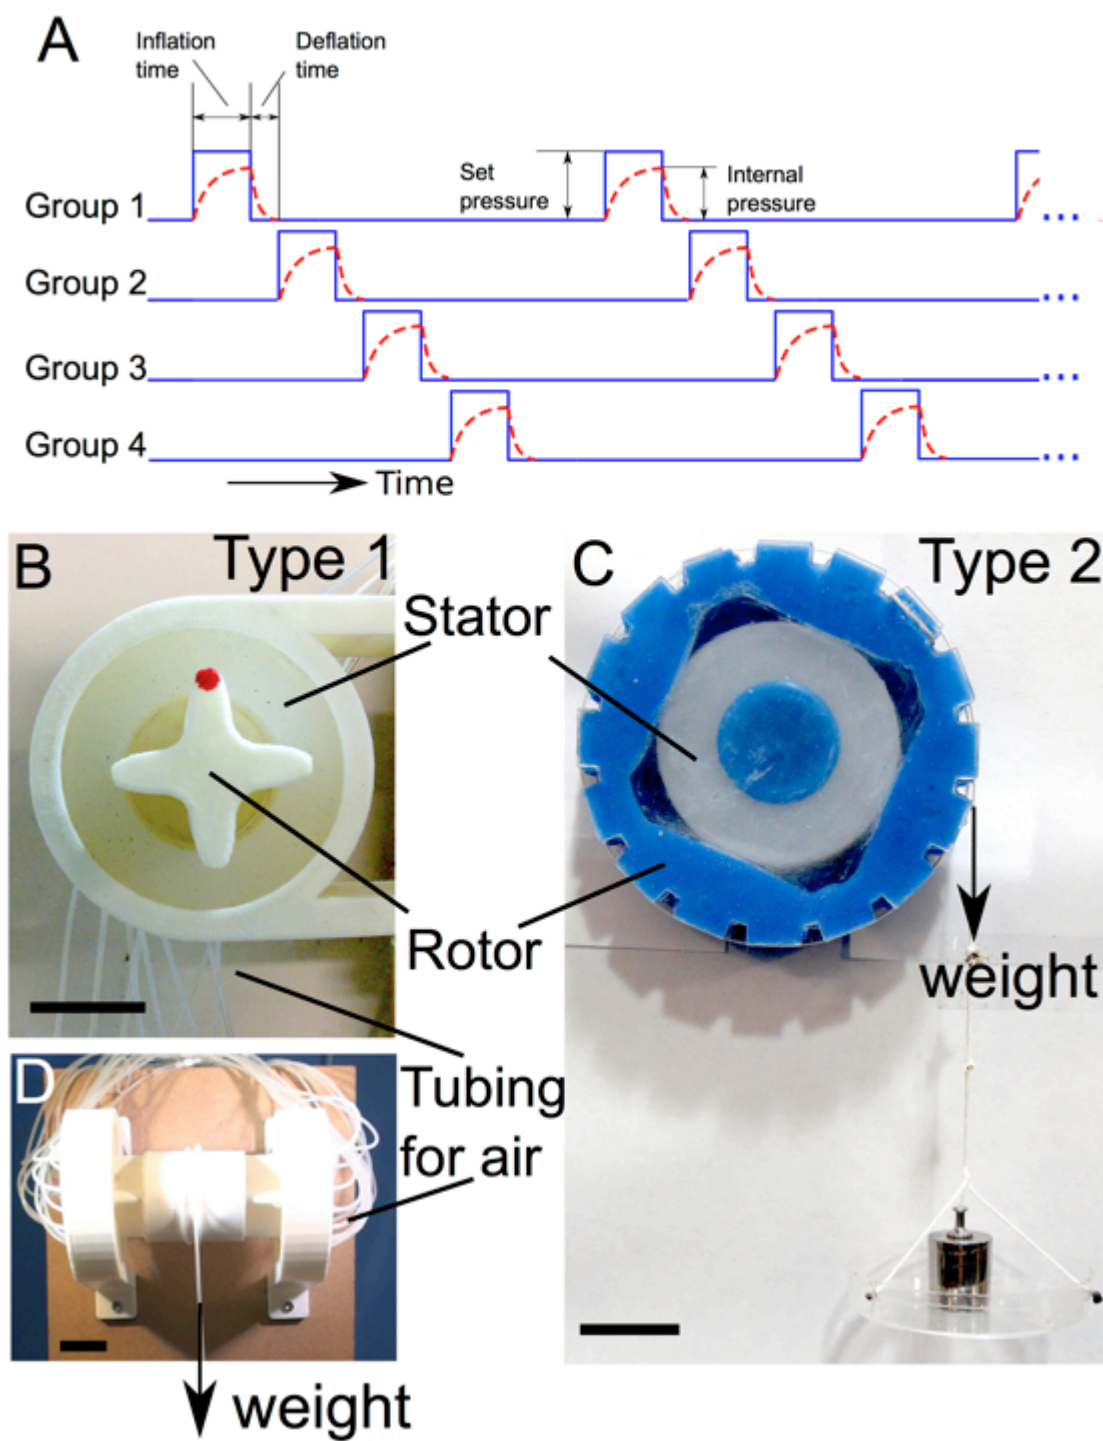 A
Inflation time
Deflation time
Set pressure
Internal pressure
Group 1
Group 2
Group 3
Group 4
Time
B
Type 1
C
Type 2
Stator
Rotor
weight
D
Tubing for air
weight